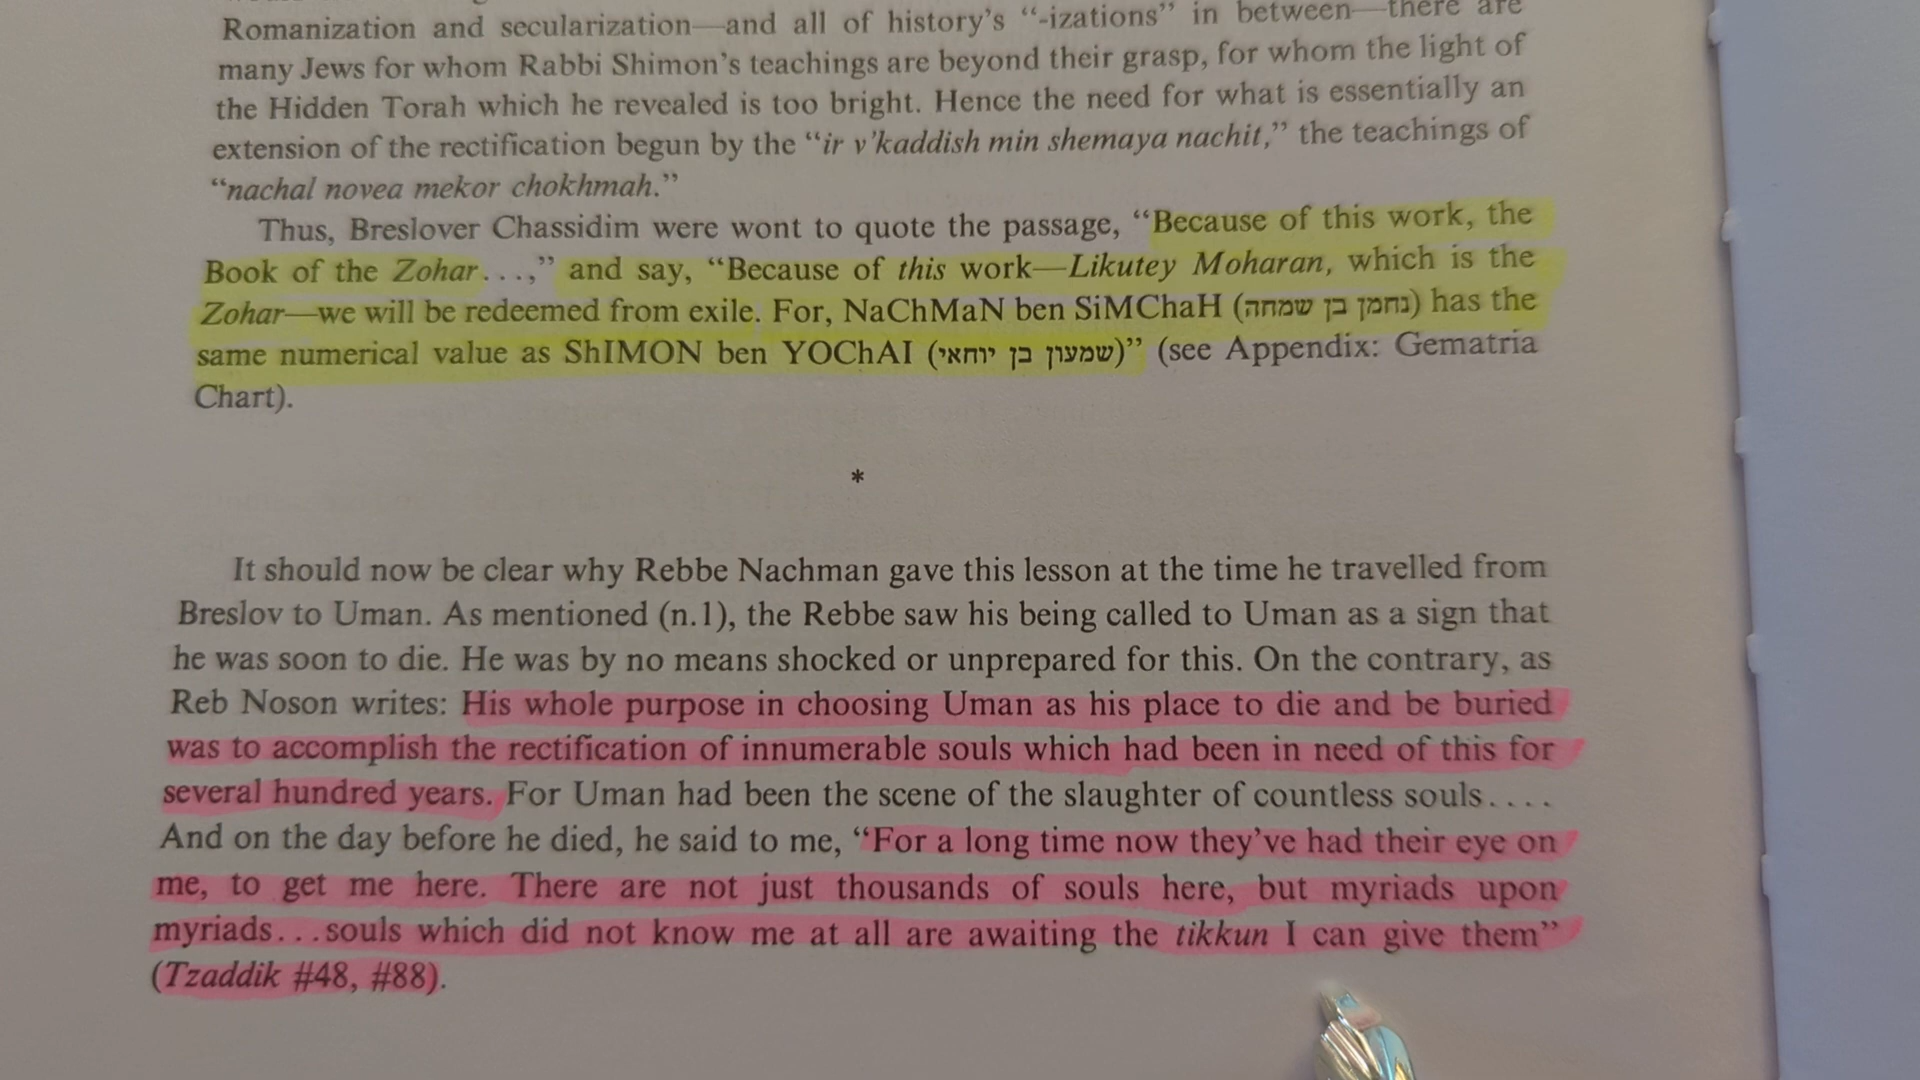 Romanization and secularization—and all of history's "-izations" in between—there are
many Jews for whom Rabbi Shimon's teachings are beyond their grasp, for whom the light of
the Hidden Torah which he revealed is too bright. Hence the need for what is essentially an
extension of the rectification begun by the "ir v'kaddish min shemaya nachit," the teachings of
"nachal novea mekor chokhmah."
Thus, Breslover Chassidim were wont to quote the passage, "Because of this work, the
Book of the Zohar...," and say, "Because of this work—Likutey Moharan, which is the
Zohar—we will be redeemed from exile. For, NaChMaN ben SiMChaH (נחמן בן שמחה) has the
same numerical value as ShIMON ben YOChAI (שמעון בן יוחאי)" (see Appendix: Gematria
Chart).
*
It should now be clear why Rebbe Nachman gave this lesson at the time he travelled from
Breslov to Uman. As mentioned (n.1), the Rebbe saw his being called to Uman as a sign that
he was soon to die. He was by no means shocked or unprepared for this. On the contrary, as
Reb Noson writes: His whole purpose in choosing Uman as his place to die and be buried
was to accomplish the rectification of innumerable souls which had been in need of this for
several hundred years. For Uman had been the scene of the slaughter of countless souls....
And on the day before he died, he said to me, "For a long time now they've had their eye on
me, to get me here. There are not just thousands of souls here, but myriads upon
myriads...souls which did not know me at all are awaiting the tikkun I can give them"
(Tzaddik #48, #88).